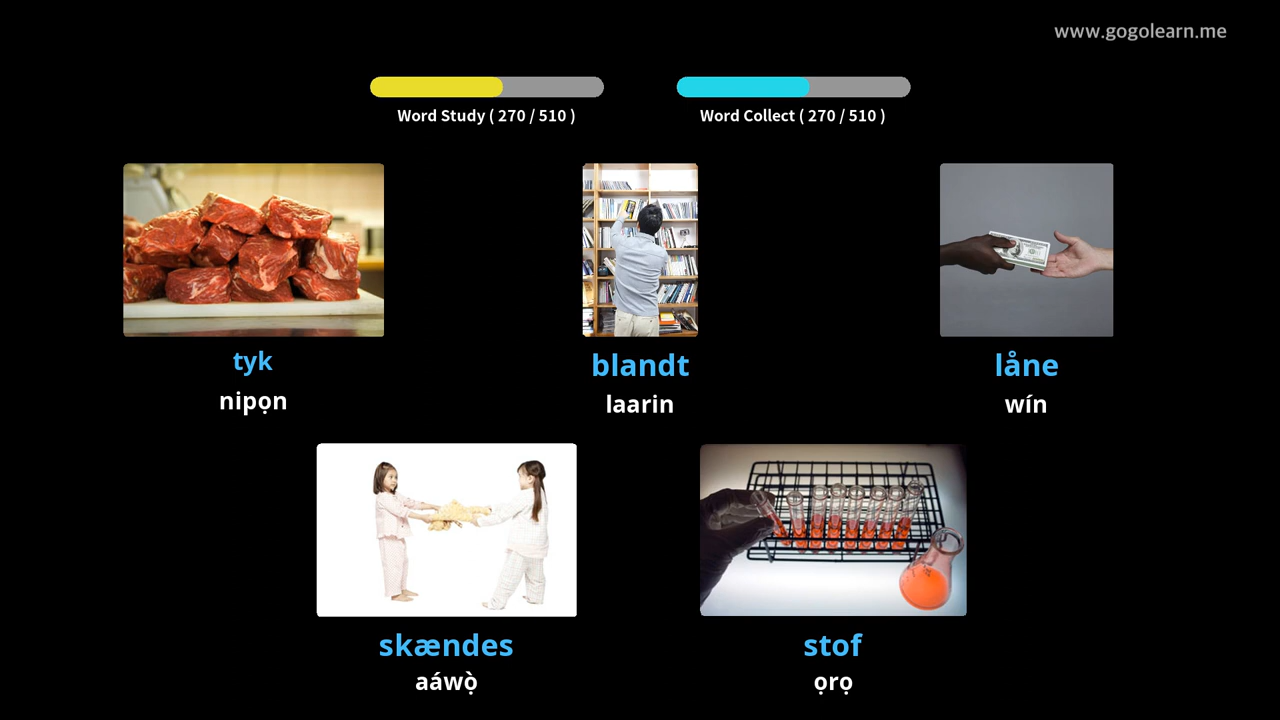 www.gogolearn.me
Word Study ( 270 / 510 )
Word Collect ( 270 / 510 )
tyk
nipọn
blandt
laarin
låne
wín
skændes
aáwọ̀
stof
ọrọ